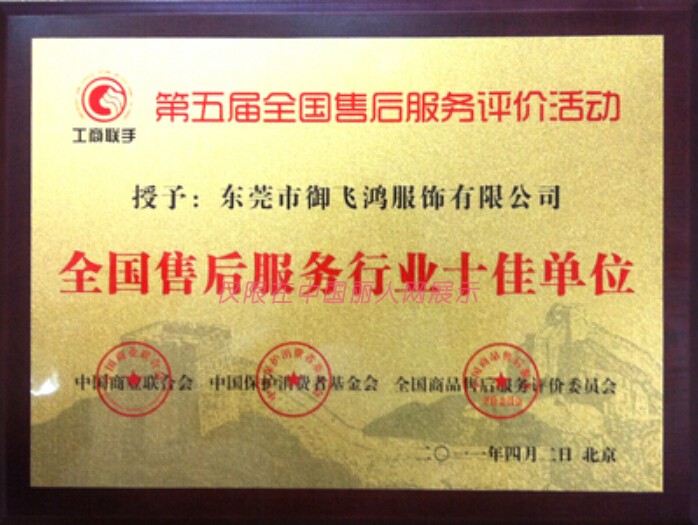 第五届全国售后服务评价活动
工商联手
授予：东莞市御飞鸿服饰有限公司
全国售后服务行业十佳单位
仅限在中国丽人网展示
中国商业联合会 中国保护消费者基金会 全国商品售后服务评价委员会
二〇一一年四月二日 北京